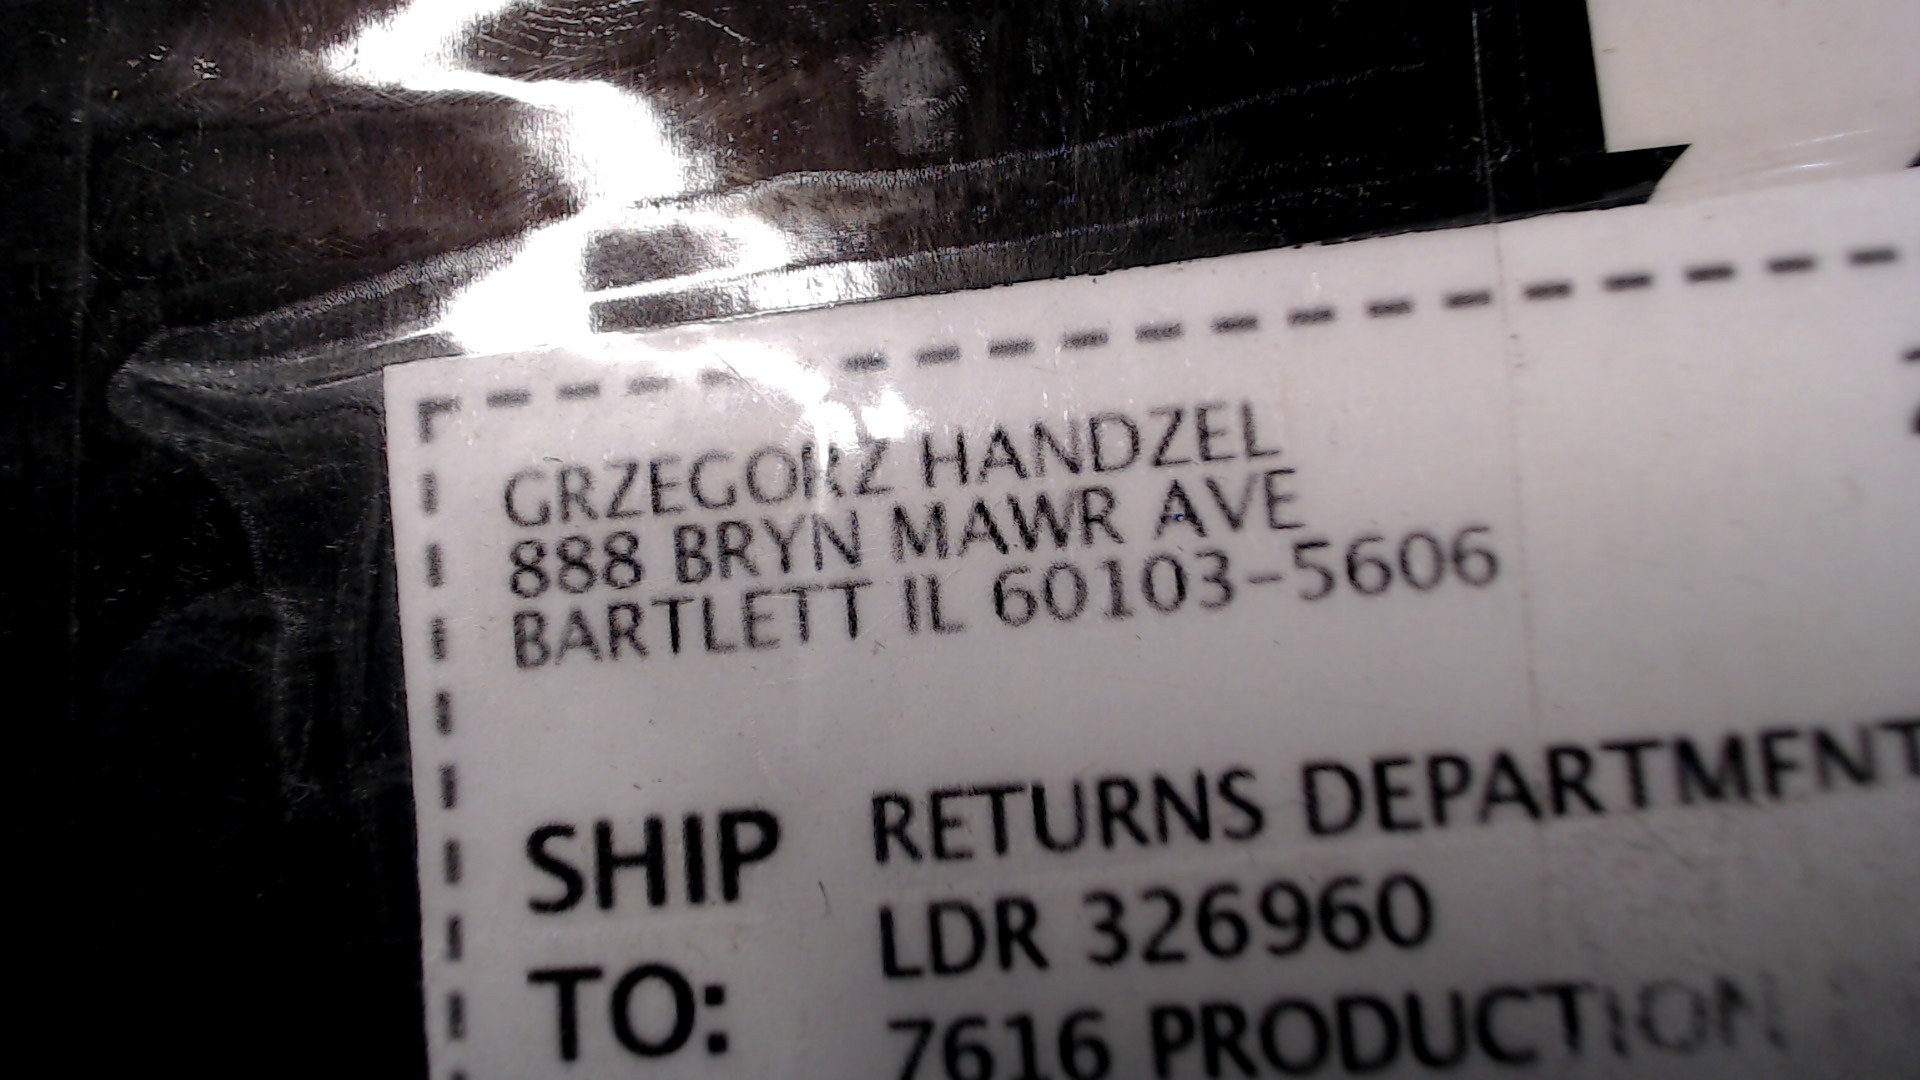 GRZEGORZ HANDZEL
888 BRYN MAWR AVE
BARTLETT IL 60103-5606
SHIP TO:
RETURNS DEPARTMENT
LDR 326960
7616 PRODUCTION